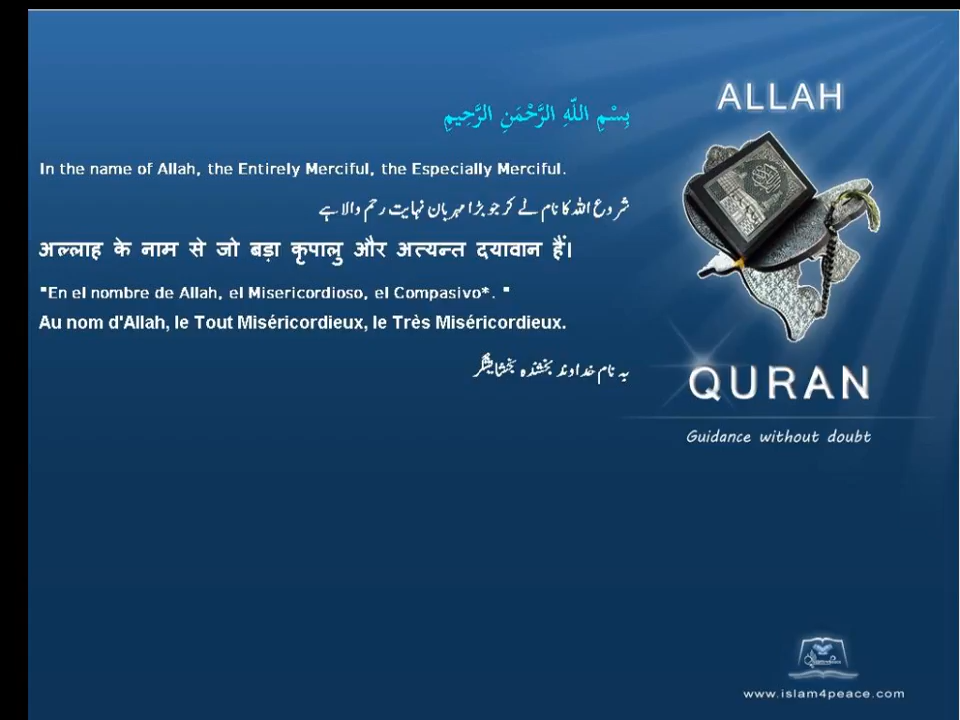 بِسْمِ اللَّهِ الرَّحْمَنِ الرَّحِيمِ
In the name of Allah, the Entirely Merciful, the Especially Merciful.
شروع اللہ کا نام لے کر جو بڑا مہربان نہایت رحم والا ہے
अल्लाह के नाम से जो बड़ा कृपालु और अत्यन्त दयावान हैं।
"En el nombre de Allah, el Misericordioso, el Compasivo*. "
Au nom d'Allah, le Tout Miséricordieux, le Très Miséricordieux.
به نام خداوند بخشنده بخشایشگر
ALLAH
QURAN
Guidance without doubt
www.islam4peace.com